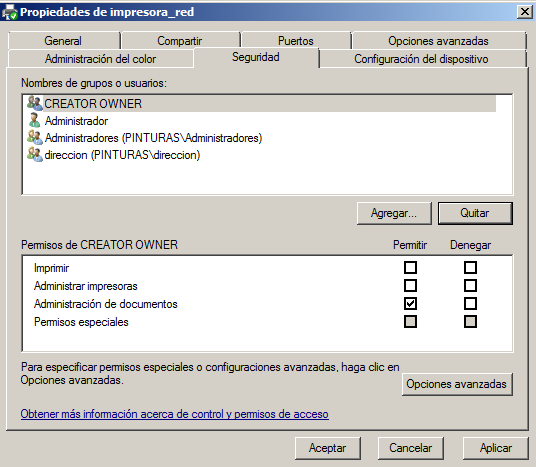 Propiedades de impresora_red
General
Compartir
Puertos
Opciones avanzadas
Administración del color
Seguridad
Configuración del dispositivo
Nombres de grupos o usuarios:
CREATOR OWNER
Administrador
Administradores (PINTURAS\Administradores)
direccion (PINTURAS\direccion)
Agregar...
Quitar
Permisos de CREATOR OWNER
Permitir
Denegar
Imprimir
Administrar impresoras
Administración de documentos
Permisos especiales
Para especificar permisos especiales o configuraciones avanzadas, haga clic en
Opciones avanzadas.
Opciones avanzadas
Obtener más información acerca de control y permisos de acceso
Aceptar
Cancelar
Aplicar